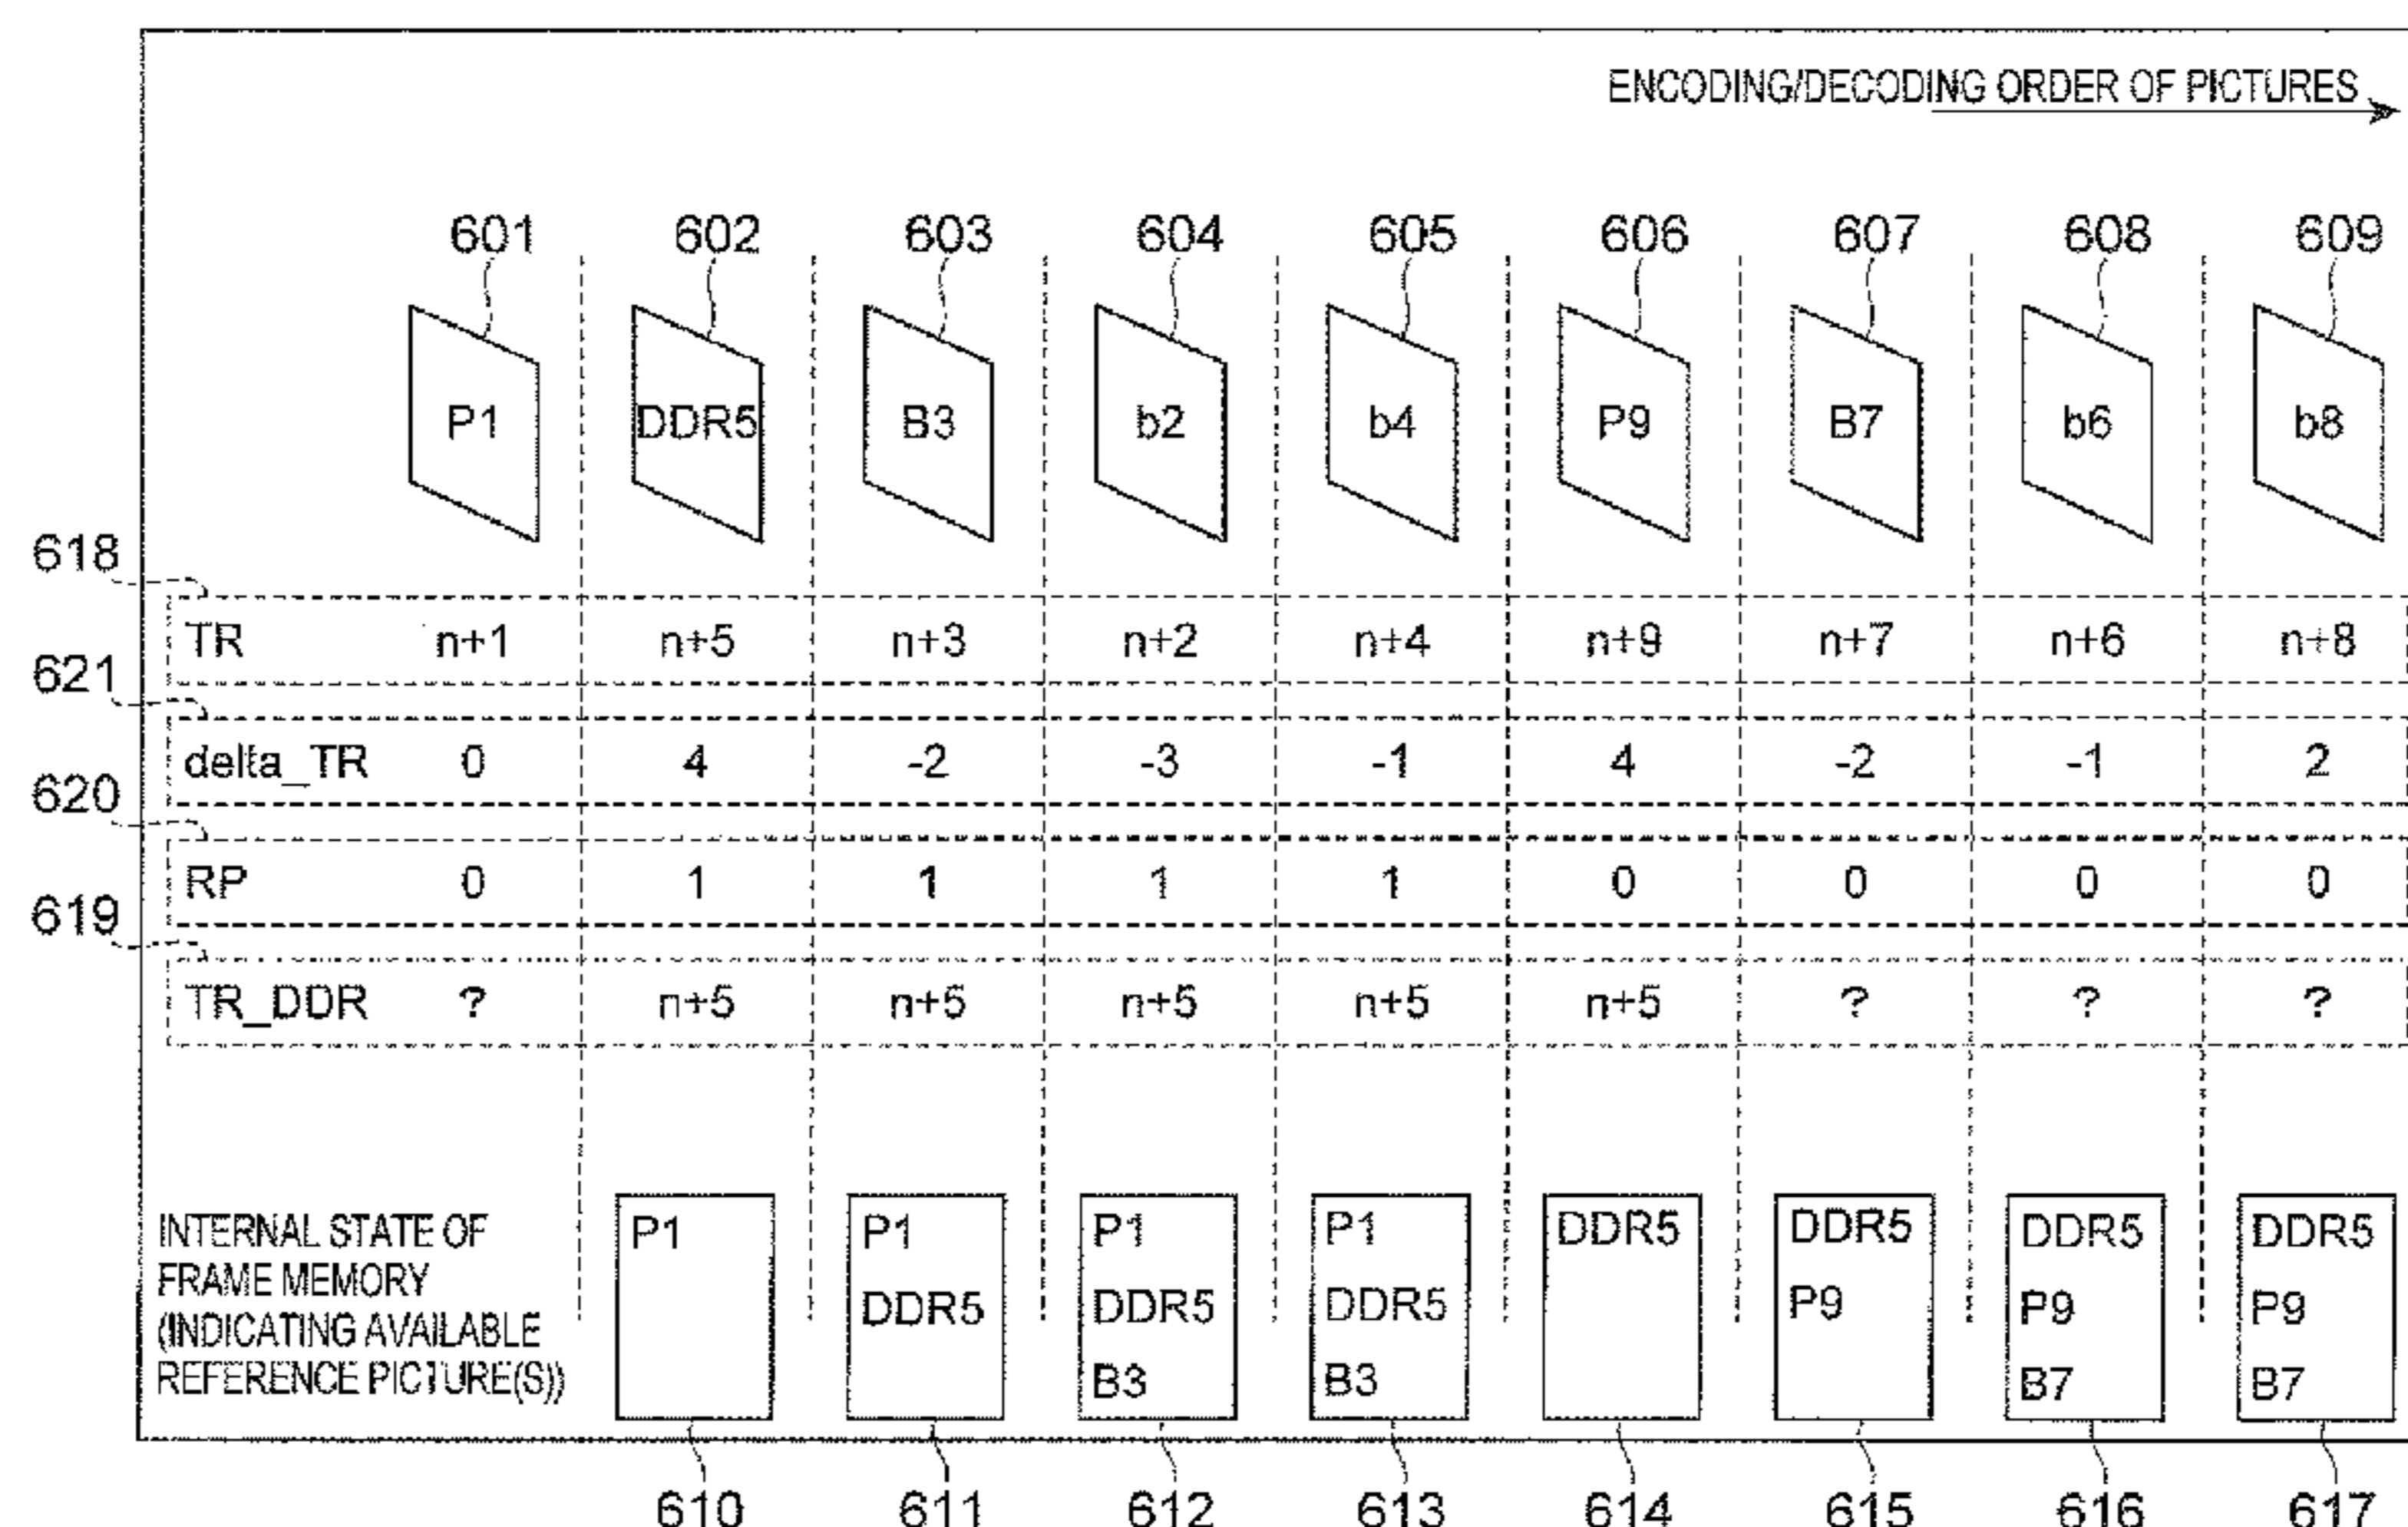 ENCODING/DECODING ORDER OF PICTURES
601 602 603 604 605 606 607 608 609
P1 DDR5 B3 b2 b4 P9 B7 b6 b8
618
TR n+1 n+5 n+3 n+2 n+4 n+9 n+7 n+6 n+8
621
delta_TR 0 4 -2 -3 -1 4 -2 -1 2
620
RP 0 1 1 1 1 0 0 0 0
619
TR_DDR ? n+5 n+5 n+5 n+5 n+5 ? ? ?
INTERNAL STATE OF
FRAME MEMORY
(INDICATING AVAILABLE
REFERENCE PICTURE(S))
P1
P1
DDR5
P1
DDR5
B3
P1
DDR5
B3
DDR5
DDR5
P9
DDR5
P9
B7
DDR5
P9
B7
610 611 612 613 614 615 616 617